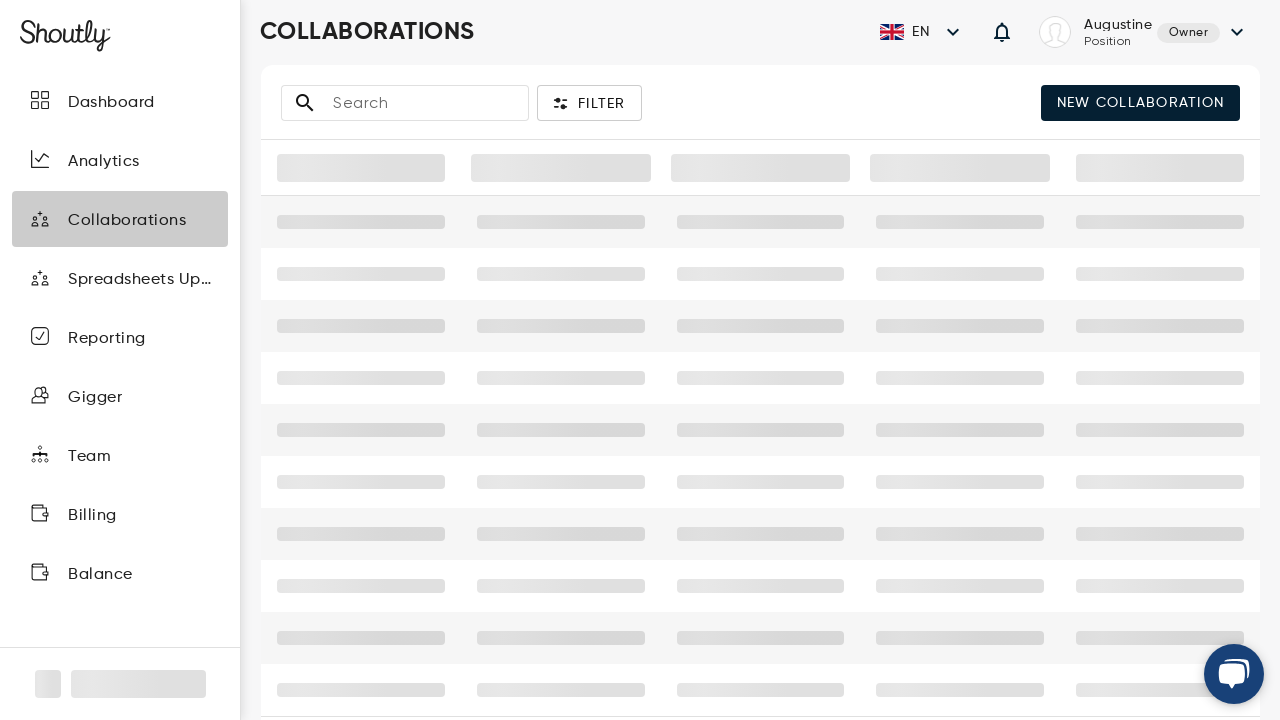 Shoutly
COLLABORATIONS
EN
Augustine
Position
Owner
Dashboard
Analytics
Collaborations
Spreadsheets Up...
Reporting
Gigger
Team
Billing
Balance
Search
FILTER
NEW COLLABORATION